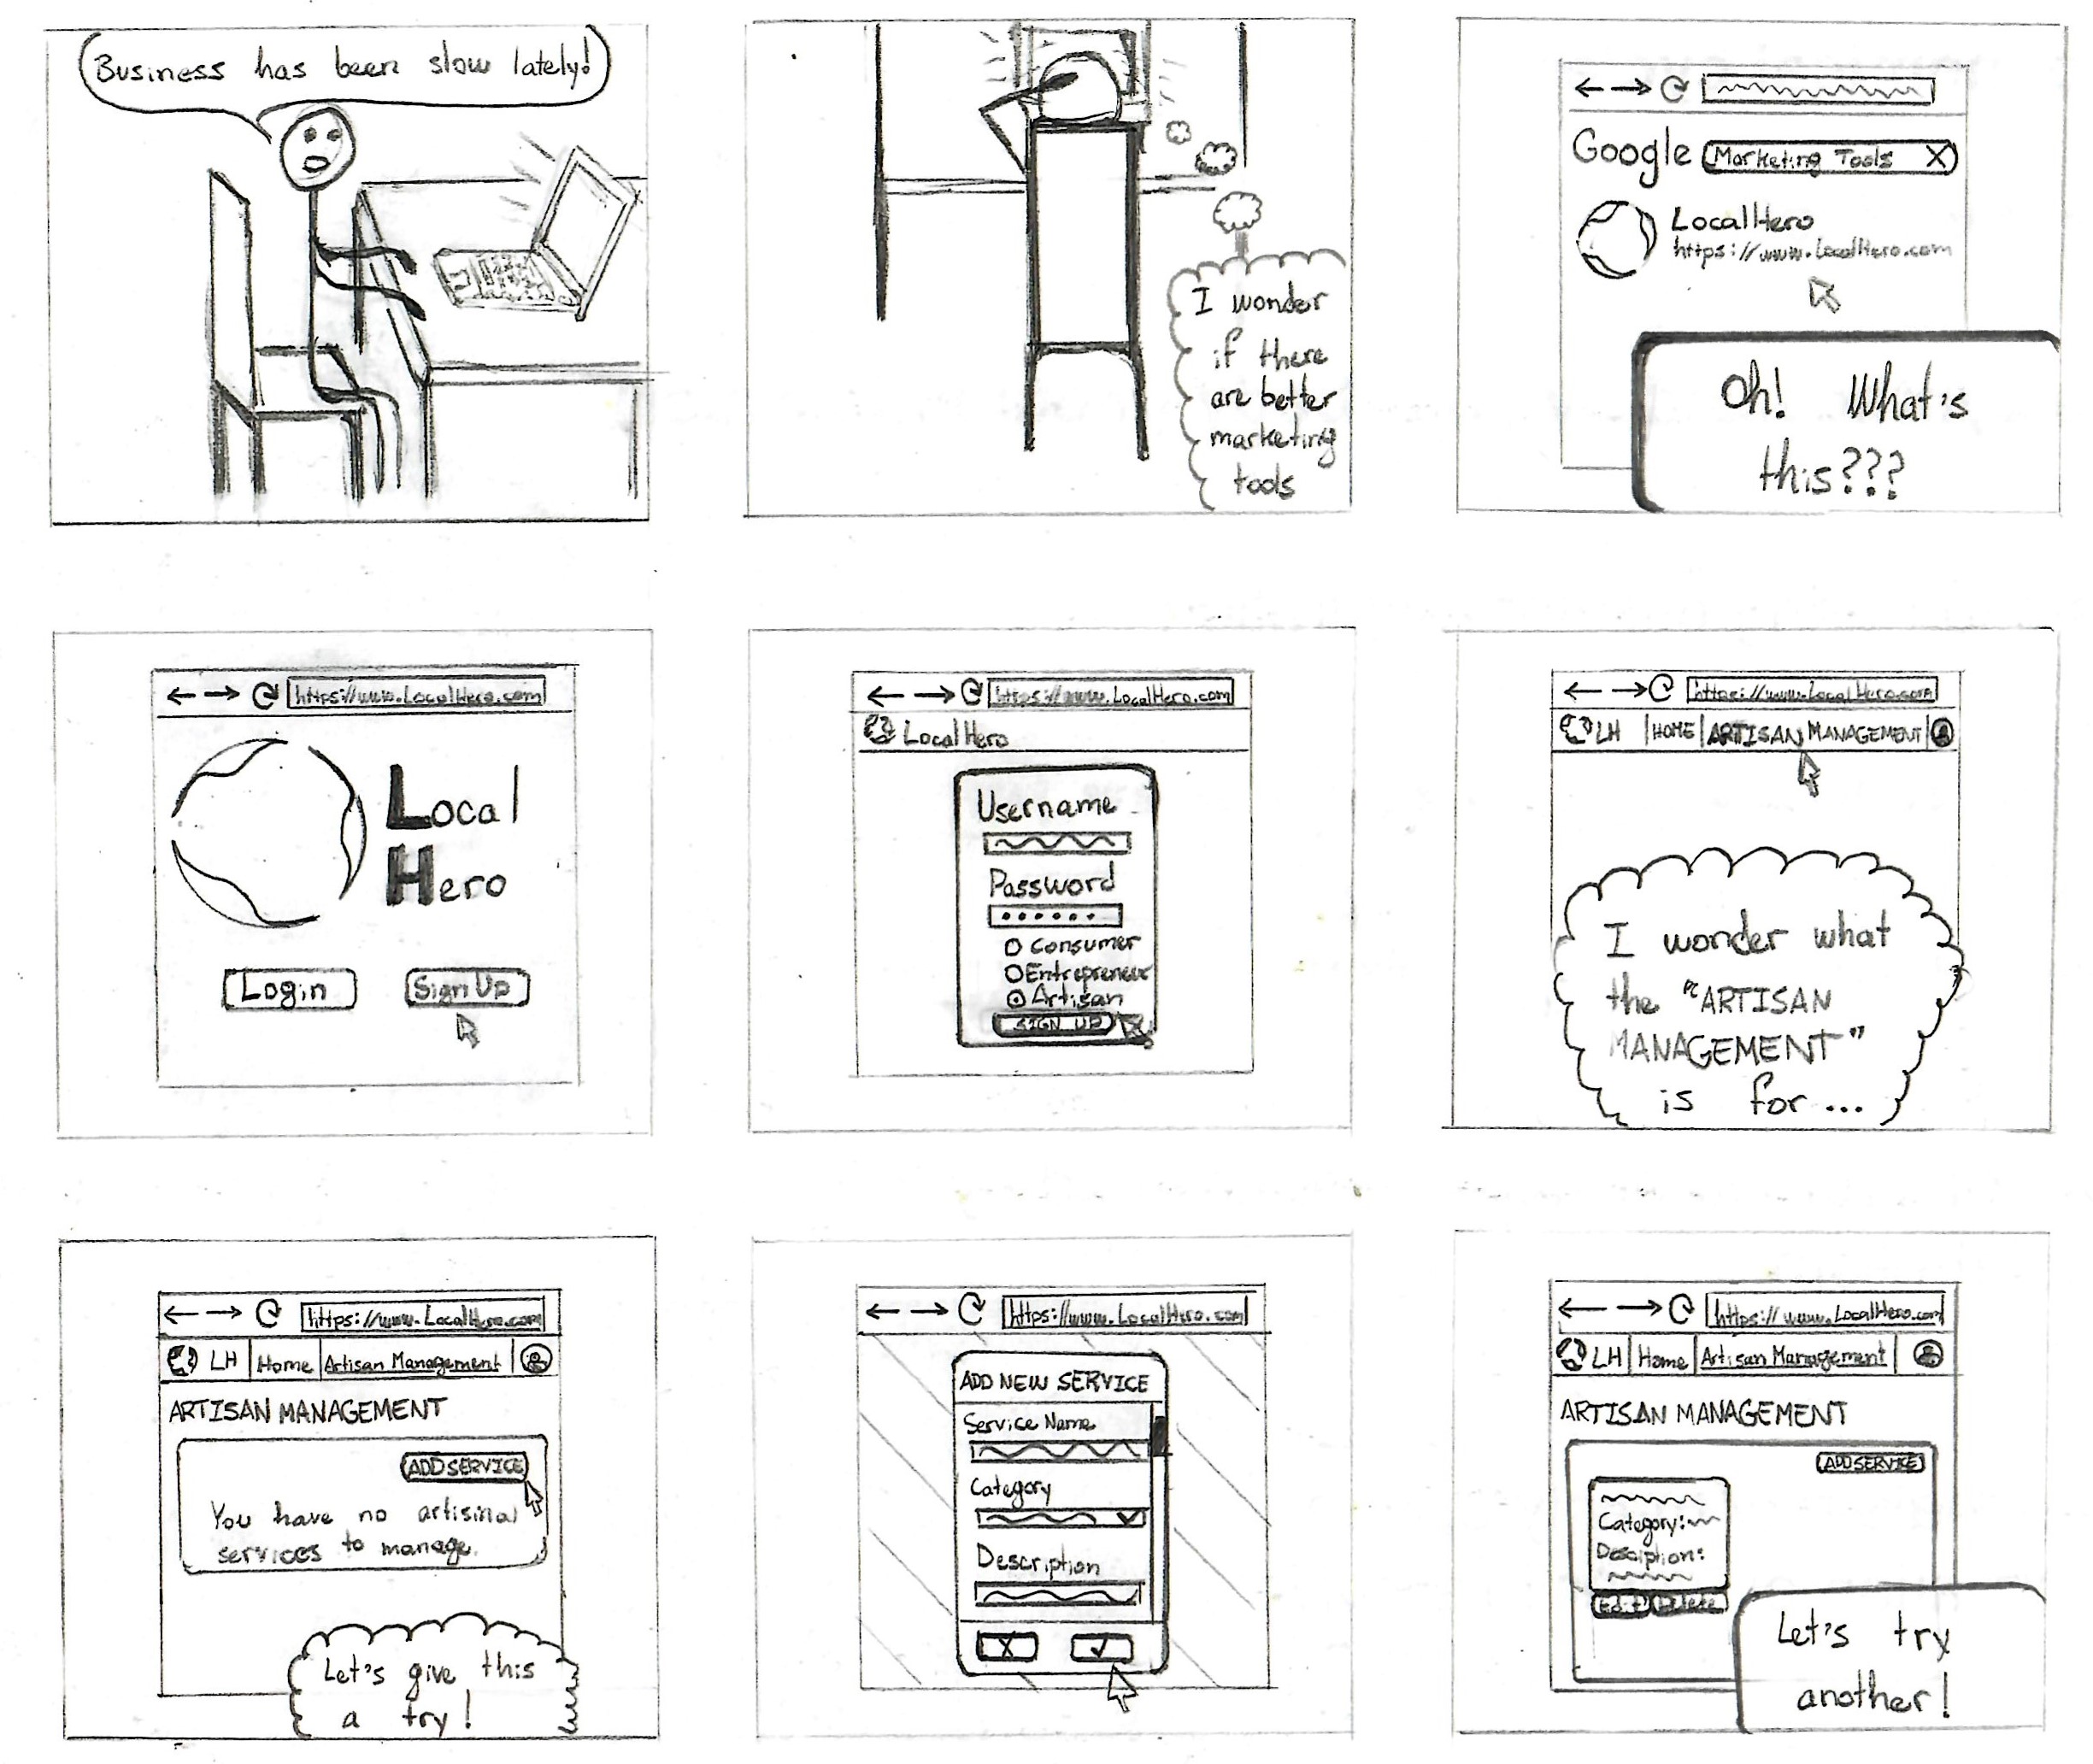 Business has been slow lately!
I wonder
if there
are better
marketing
tools
Google Marketing Tools X
LocalHero
https://www.LocalHero.com
Oh! What's
this???
https://www.LocalHero.com
Local
Hero
Login Sign Up
https://www.LocalHero.com
LocalHero
Username
Password
Consumer
Entrepreneur
Artisan
SIGN UP
https://www.LocalHero.com
LH HOME ARTISAN MANAGEMENT
I wonder what
the "ARTISAN
MANAGEMENT"
is for...
https://www.LocalHero.com
LH Home Artisan Management
ARTISAN MANAGEMENT
ADD SERVICE
You have no artisinal
services to manage.
Let's give this
a try!
https://www.LocalHero.com
ADD NEW SERVICE
Service Name
Category
Description
X
https://www.LocalHero.com
LH Home Artisan Management
ARTISAN MANAGEMENT
ADD SERVICE
Category:
Desciption:
Edit Delete
Let's try
another!